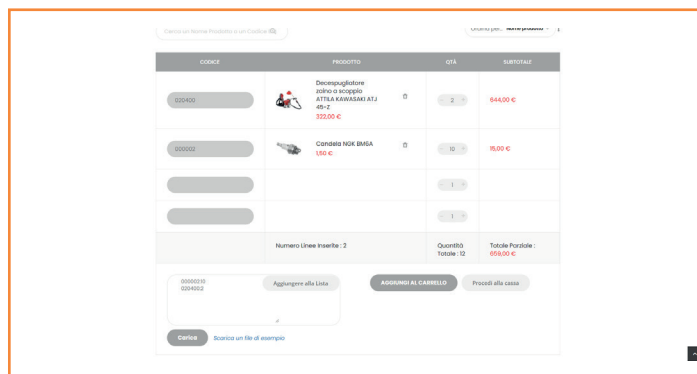 Cerca un Nome Prodotto o un Codice
Ordina per: Nome prodotto
CODICE PRODOTTO QTÀ SUBTOTALE
020400
Decespugliatore
zaino a scoppio
ATTILA KAWASAKI ATJ
45-Z
322,00 €
- 2 +
644,00 €
000002
Candela NGK BM6A
1,50 €
- 10 +
15,00 €
- 1 +
- 1 +
Numero Linee Inserite : 2
Quantità
Totale : 12
Totale Parziale :
659,00 €
Aggiungere alla Lista
AGGIUNGI AL CARRELLO
Procedi alla cassa
Carica
Scarica un file di esempio